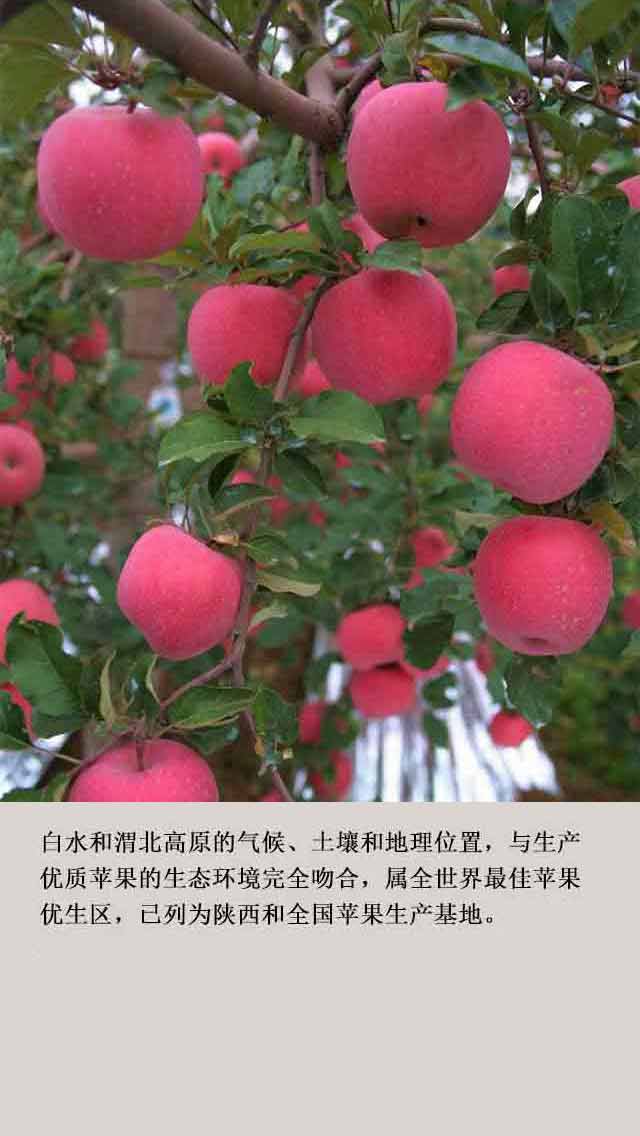 白水和渭北高原的气候、土壤和地理位置，与生产
优质苹果的生态环境完全吻合，属全世界最佳苹果
优生区，已列为陕西和全国苹果生产基地。